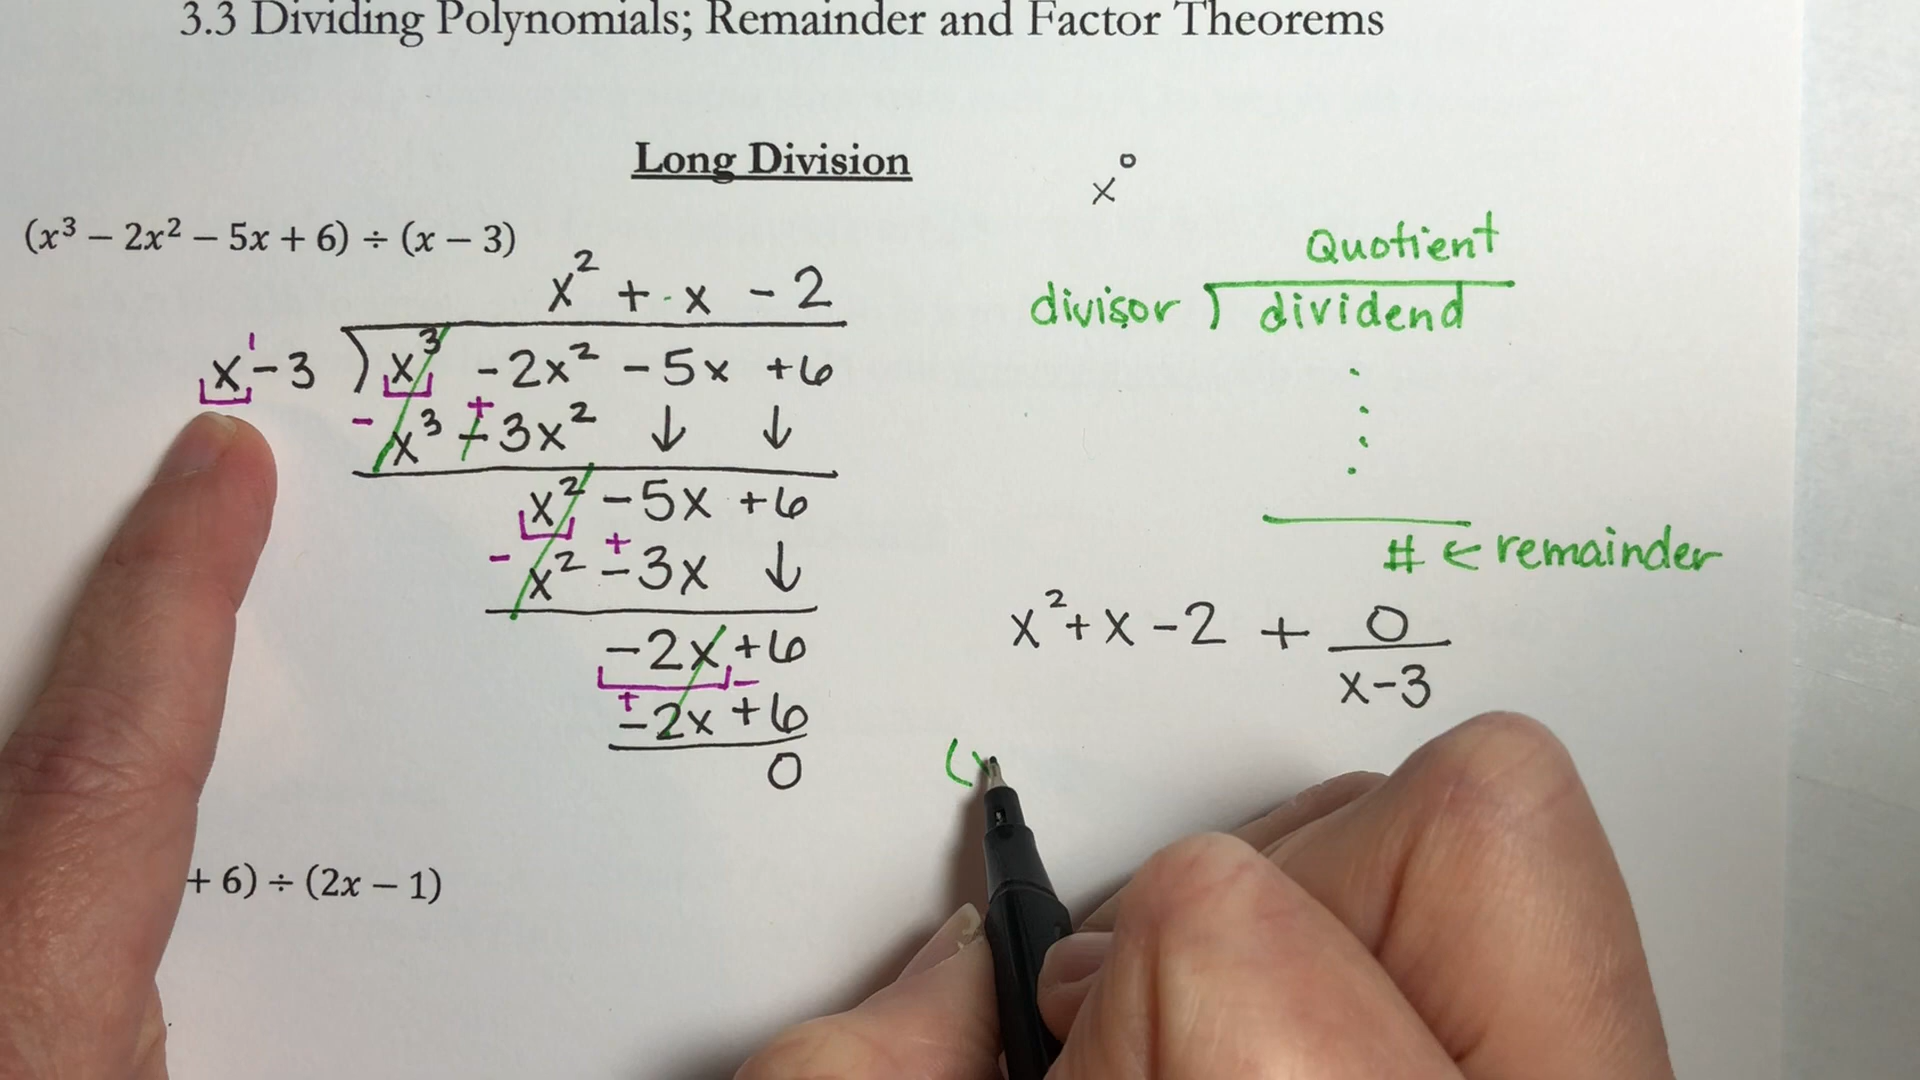 3.3 Dividing Polynomials; Remainder and Factor Theorems
Long Division
x⁰
(x³ − 2x² − 5x + 6) ÷ (x − 3)
Quotient
x² + x - 2
divisor ) dividend
x¹ - 3 ) x³ - 2x² - 5x + 6
- x³ + - 3x² ↓ ↓
x² - 5x + 6
# ← remainder
- x² + - 3x ↓
x² + x - 2 + 0/(x-3)
-2x + 6
+ - -2x + 6
0
(x
+ 6) ÷ (2x − 1)